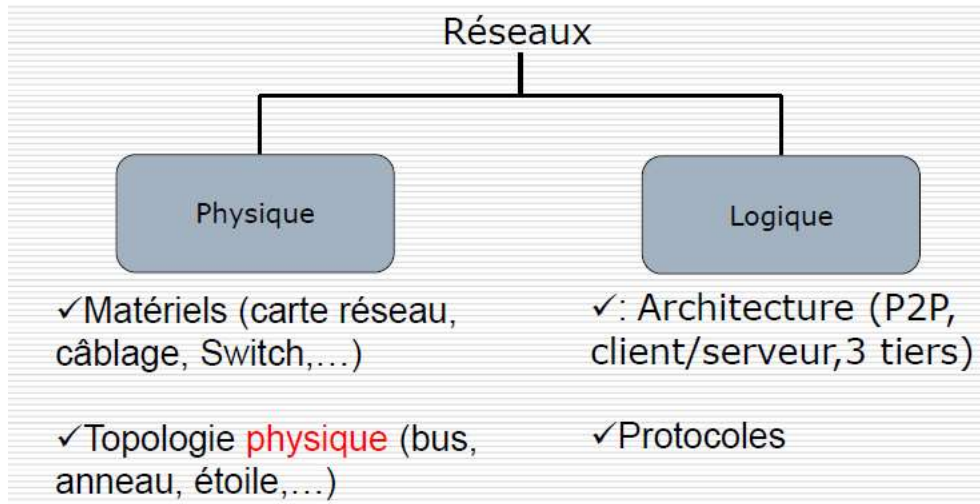 Réseaux
Physique
Logique
✓Matériels (carte réseau,
câblage, Switch,...)
✓Topologie physique (bus,
anneau, étoile,...)
✓: Architecture (P2P,
client/serveur,3 tiers)
✓Protocoles